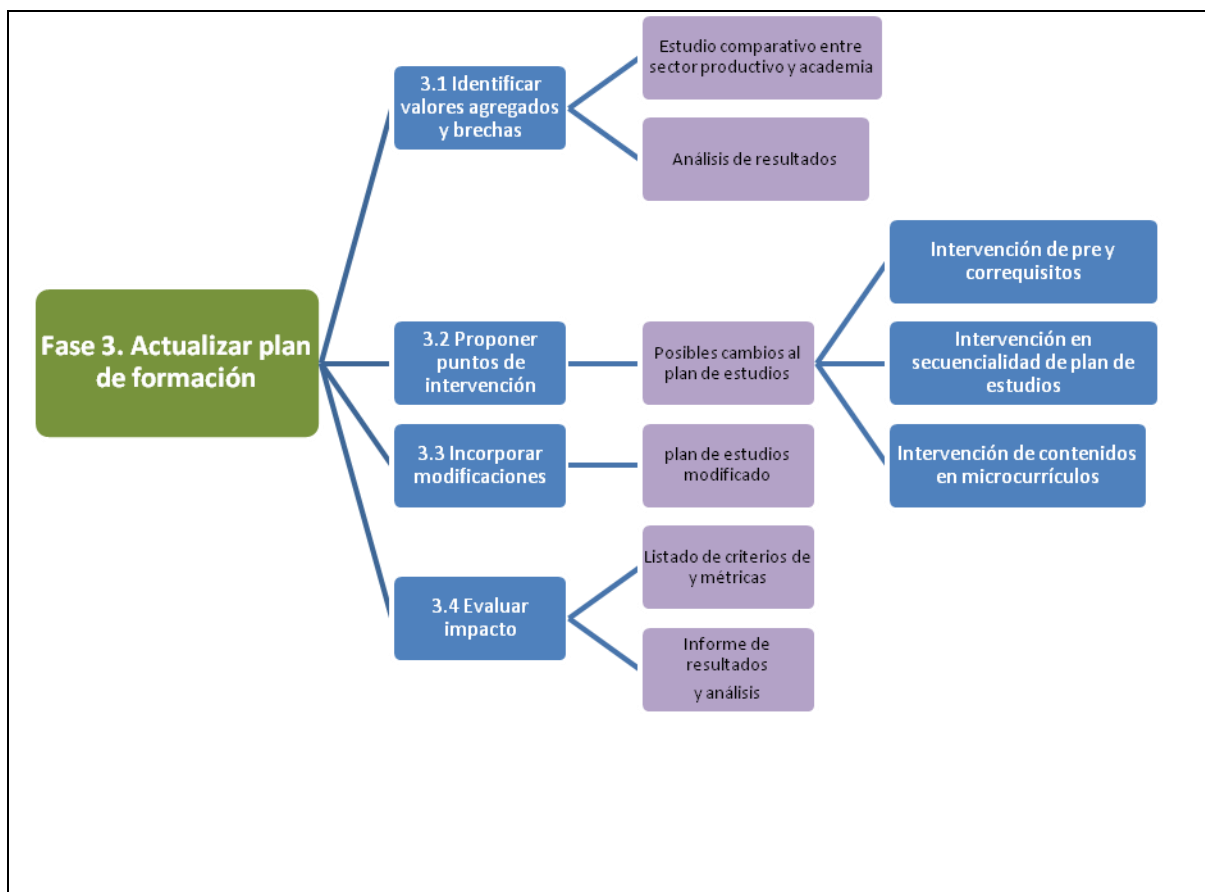 Fase 3. Actualizar plan
de formación
3.1 Identificar
valores agregados
y brechas
Estudio comparativo entre
sector productivo y academia
Análisis de resultados
3.2 Proponer
puntos de
intervención
Posibles cambios al
plan de estudios
Intervención de pre y
correquisitos
Intervención en
secuencialidad de plan de
estudios
Intervención de contenidos
en microcurrículos
3.3 Incorporar
modificaciones
plan de estudios
modificado
3.4 Evaluar
impacto
Listado de criterios de
y métricas
Informe de
resultados
y análisis